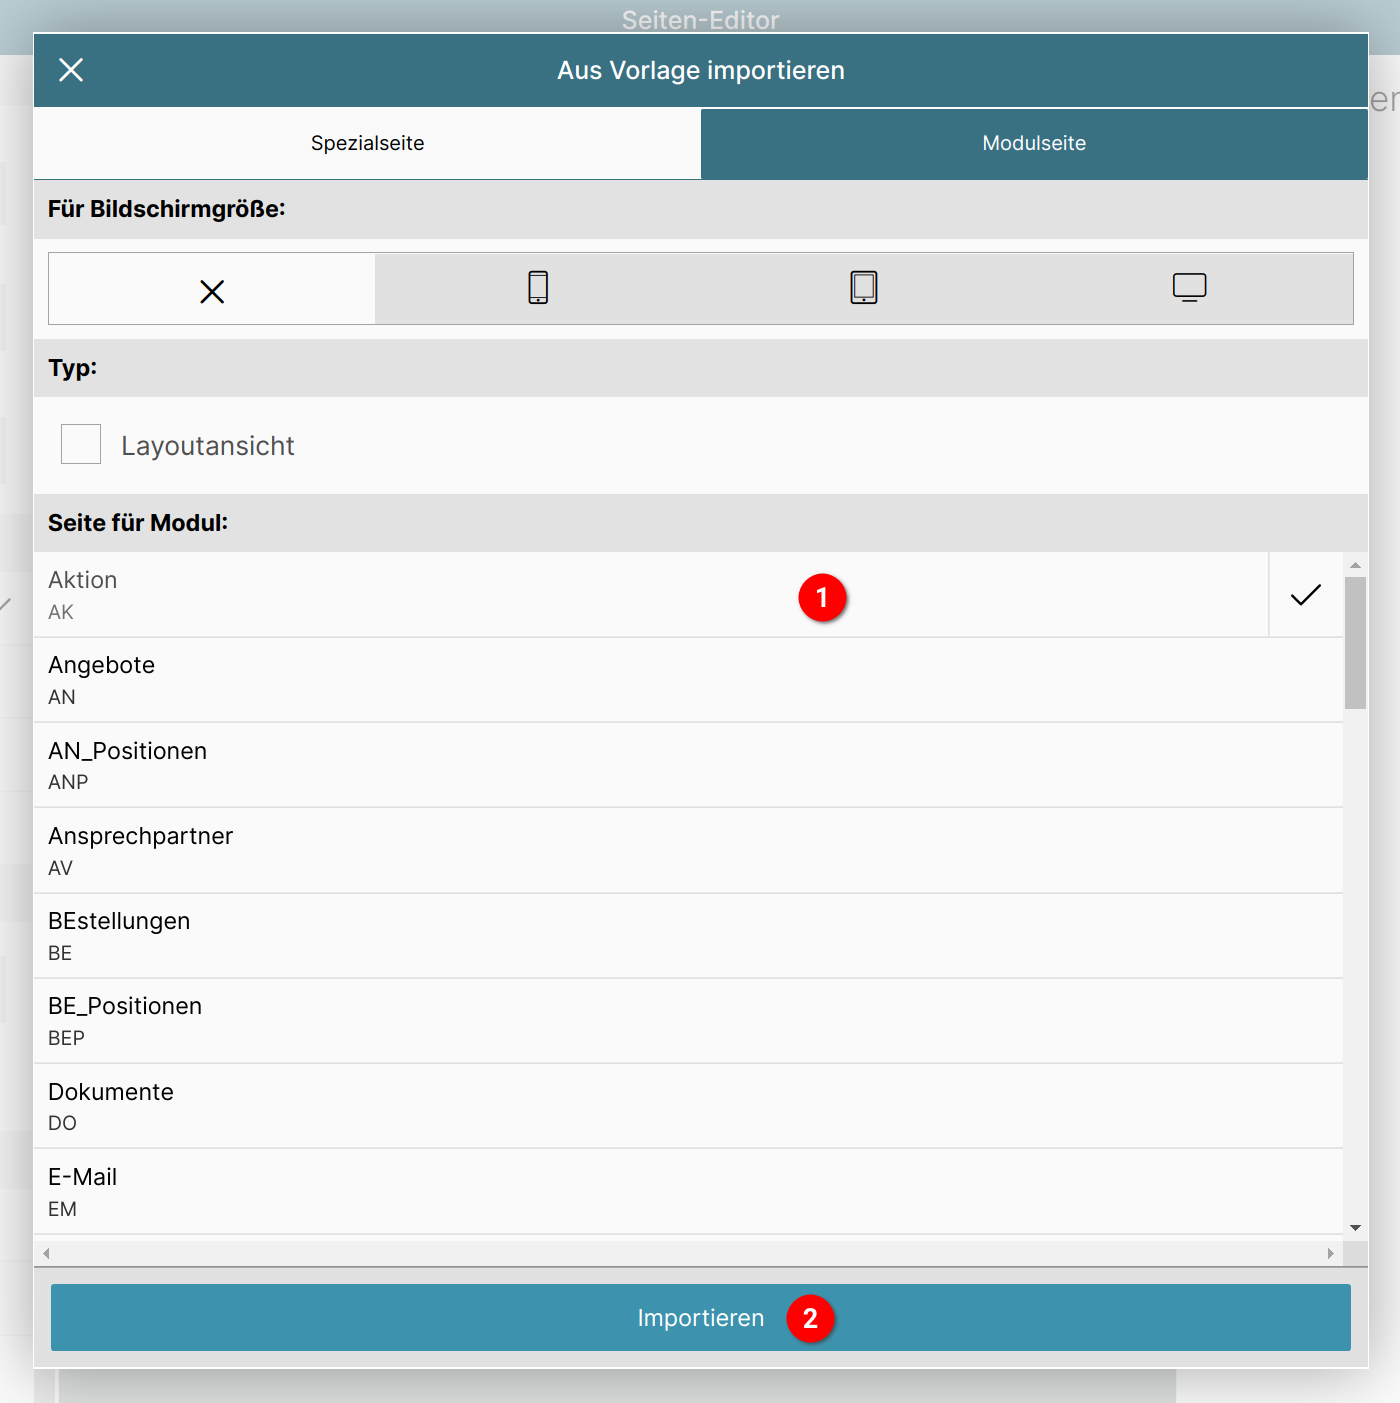 Seiten-Editor
Aus Vorlage importieren
er
Spezialseite
Modulseite
Für Bildschirmgröße:
Typ:
Layoutansicht
Seite für Modul:
Aktion
AK
1
Angebote
AN
AN_Positionen
ANP
Ansprechpartner
AV
BEstellungen
BE
BE_Positionen
BEP
Dokumente
DO
E-Mail
EM
Importieren 2